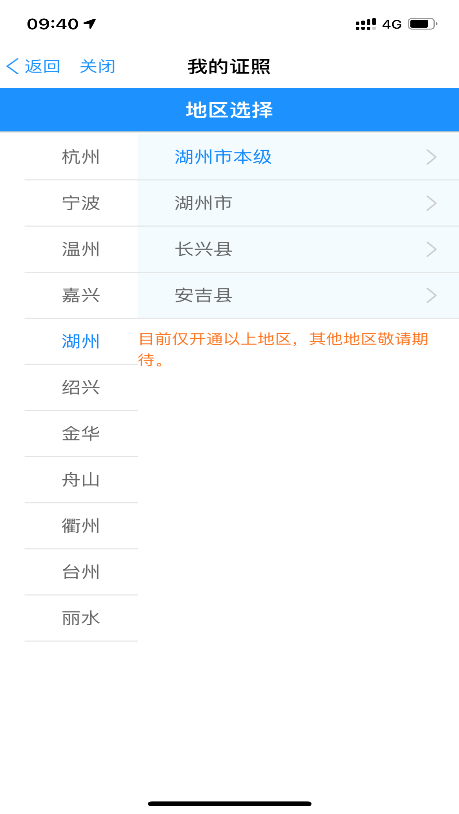 09:40
4G
返回 关闭 我的证照
地区选择
杭州 湖州市本级
宁波 湖州市
温州 长兴县
嘉兴 安吉县
湖州 目前仅开通以上地区，其他地区敬请期
待。
绍兴
金华
舟山
衢州
台州
丽水